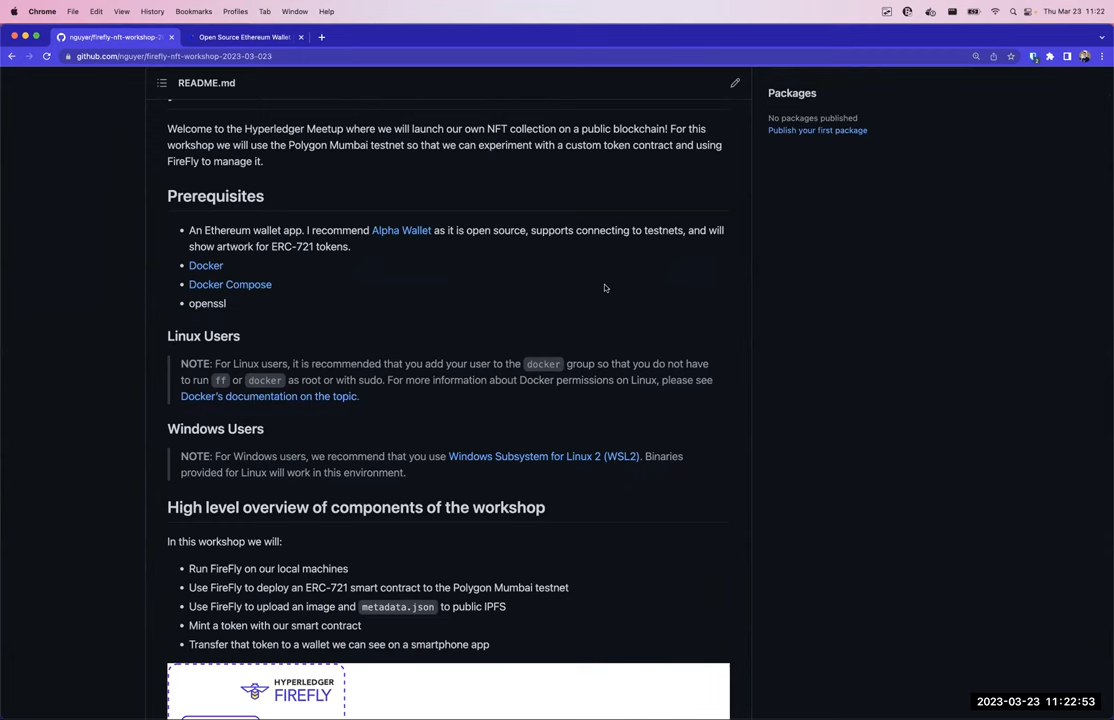 Chrome File Edit View History Bookmarks Profiles Tab Window Help Thu Mar 23 11:22
nguyer/firefly-nft-workshop-2 Open Source Ethereum Wallet
github.com/nguyer/firefly-nft-workshop-2023-03-023
README.md
Packages
No packages published
Publish your first package
Welcome to the Hyperledger Meetup where we will launch our own NFT collection on a public blockchain! For this
workshop we will use the Polygon Mumbai testnet so that we can experiment with a custom token contract and using
FireFly to manage it.
Prerequisites
• An Ethereum wallet app. I recommend Alpha Wallet as it is open source, supports connecting to testnets, and will
show artwork for ERC-721 tokens.
• Docker
• Docker Compose
• openssl
Linux Users
NOTE: For Linux users, it is recommended that you add your user to the docker group so that you do not have
to run ff or docker as root or with sudo. For more information about Docker permissions on Linux, please see
Docker's documentation on the topic.
Windows Users
NOTE: For Windows users, we recommend that you use Windows Subsystem for Linux 2 (WSL2). Binaries
provided for Linux will work in this environment.
High level overview of components of the workshop
In this workshop we will:
• Run FireFly on our local machines
• Use FireFly to deploy an ERC-721 smart contract to the Polygon Mumbai testnet
• Use FireFly to upload an image and metadata.json to public IPFS
• Mint a token with our smart contract
• Transfer that token to a wallet we can see on a smartphone app
HYPERLEDGER
FIREFLY
2023-03-23 11:22:53